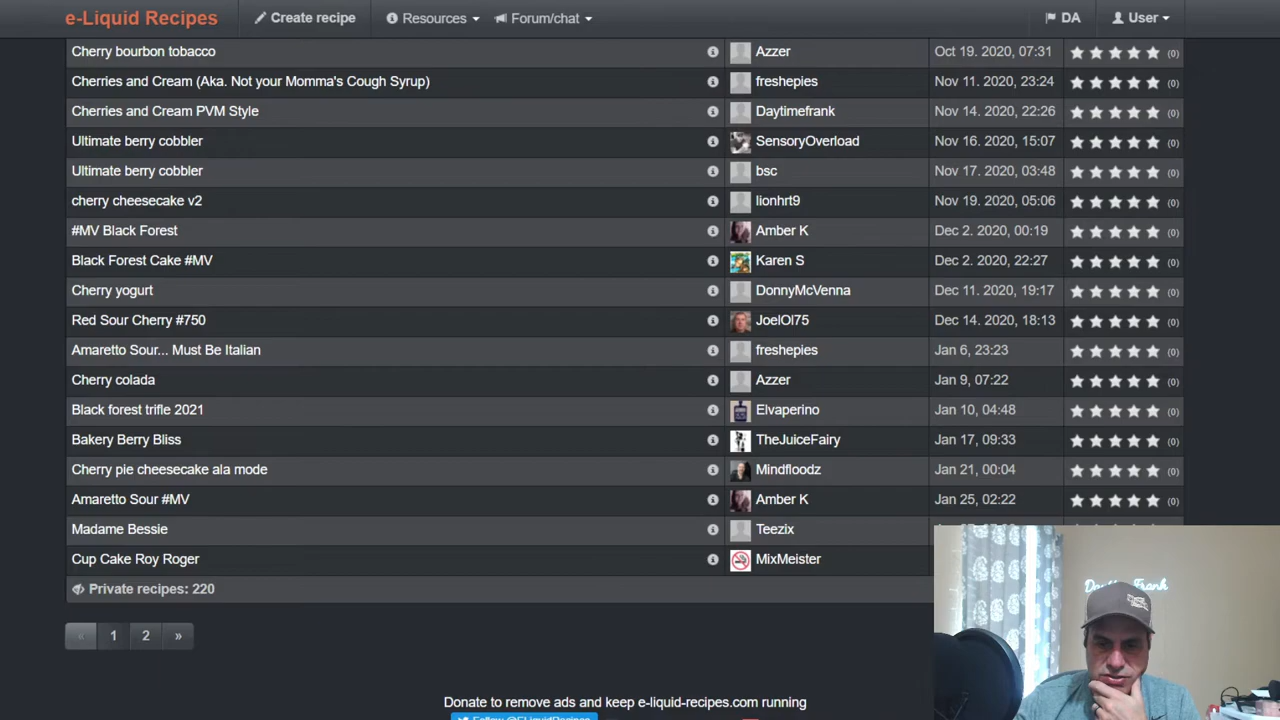 e-Liquid Recipes Create recipe Resources Forum/chat DA User
Cherry bourbon tobacco Azzer Oct 19. 2020, 07:31 (0)
Cherries and Cream (Aka. Not your Momma's Cough Syrup) freshepies Nov 11. 2020, 23:24 (0)
Cherries and Cream PVM Style Daytimefrank Nov 14. 2020, 22:26 (0)
Ultimate berry cobbler SensoryOverload Nov 16. 2020, 15:07 (0)
Ultimate berry cobbler bsc Nov 17. 2020, 03:48 (0)
cherry cheesecake v2 lionhrt9 Nov 19. 2020, 05:06 (0)
#MV Black Forest Amber K Dec 2. 2020, 00:19 (0)
Black Forest Cake #MV Karen S Dec 2. 2020, 22:27 (0)
Cherry yogurt DonnyMcVenna Dec 11. 2020, 19:17 (0)
Red Sour Cherry #750 JoelOl75 Dec 14. 2020, 18:13 (0)
Amaretto Sour... Must Be Italian freshepies Jan 6, 23:23 (0)
Cherry colada Azzer Jan 9, 07:22 (0)
Black forest trifle 2021 Elvaperino Jan 10, 04:48 (0)
Bakery Berry Bliss TheJuiceFairy Jan 17, 09:33 (0)
Cherry pie cheesecake ala mode Mindfloodz Jan 21, 00:04 (0)
Amaretto Sour #MV Amber K Jan 25, 02:22 (0)
Madame Bessie Teezix
Cup Cake Roy Roger MixMeister
Private recipes: 220
« 1 2 »
Donate to remove ads and keep e-liquid-recipes.com running
Follow @ELiquidRecipes